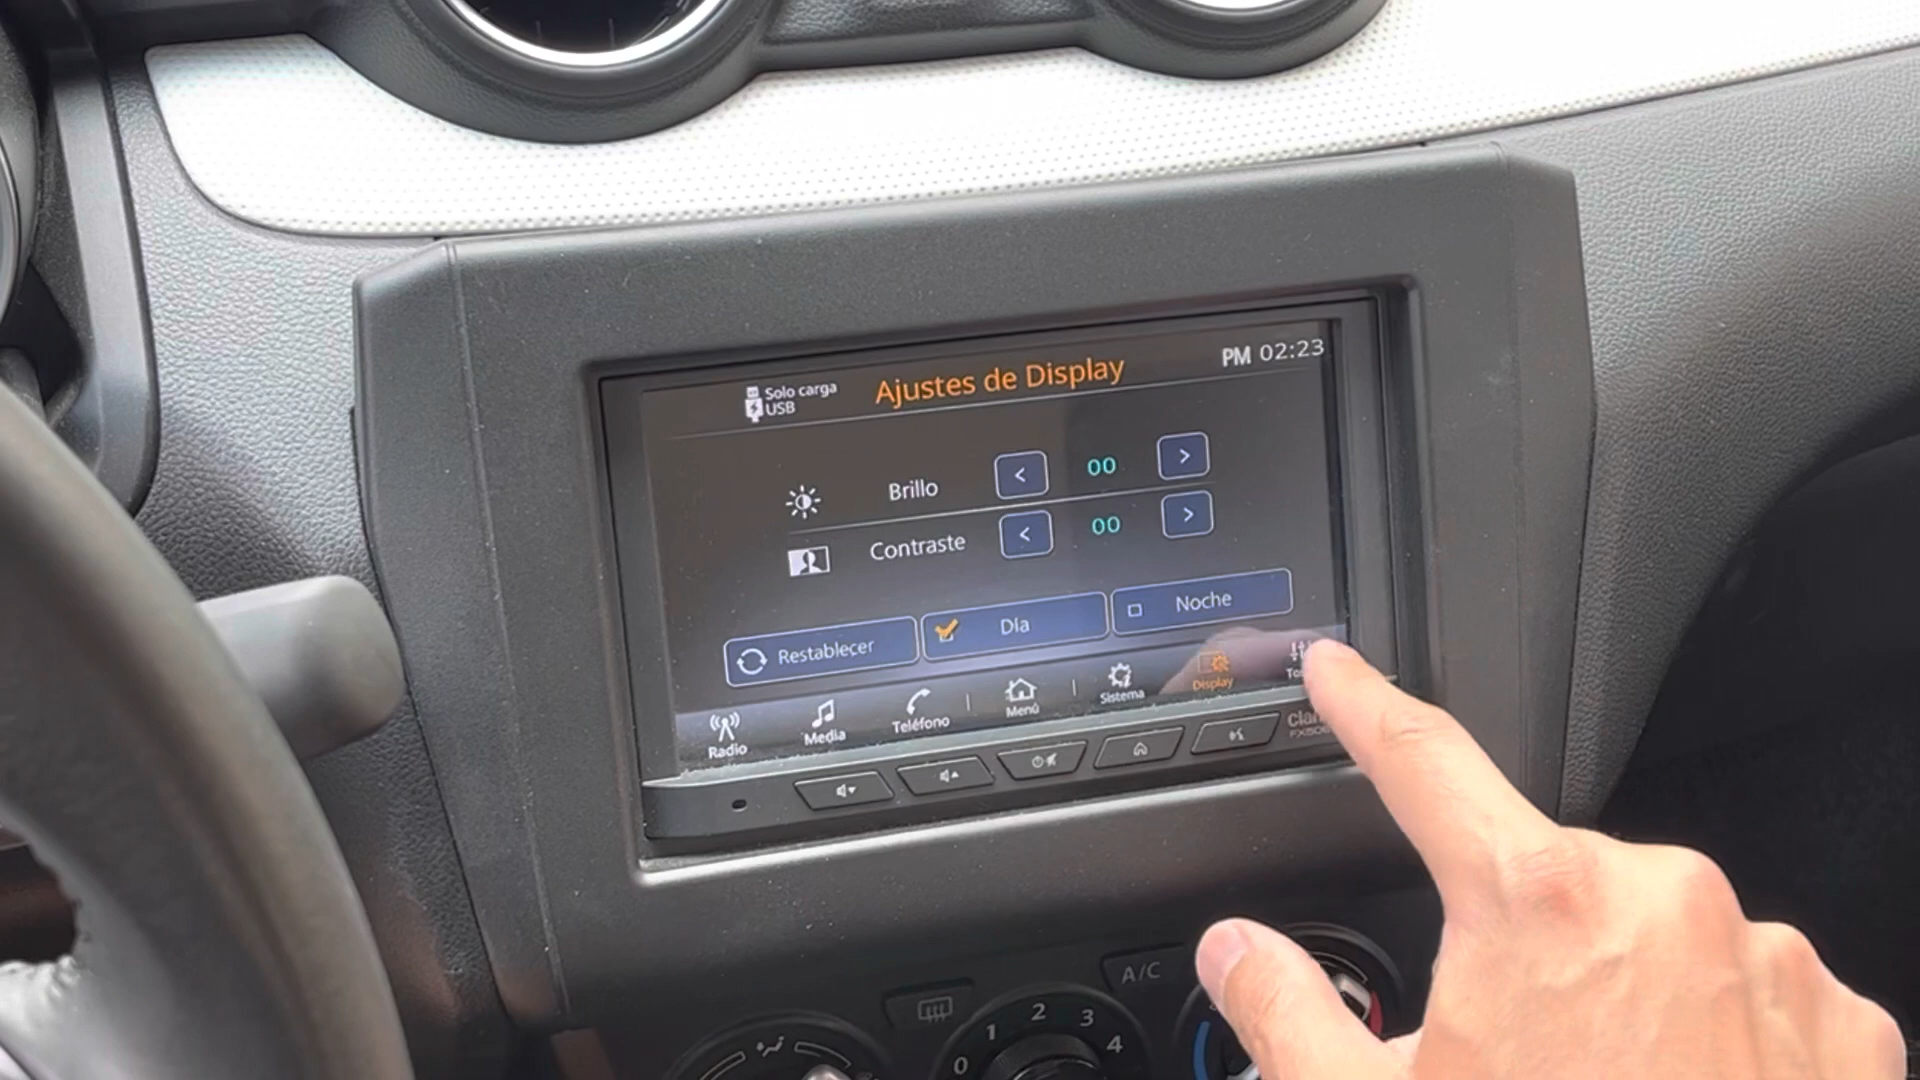 Solo carga
USB
Ajustes de Display
PM 02:23
Brillo
<
00
>
Contraste
<
00
>
Restablecer
Día
Noche
Radio
Media
Teléfono
Menú
Sistema
Display
A/C
0 1 2 3 4